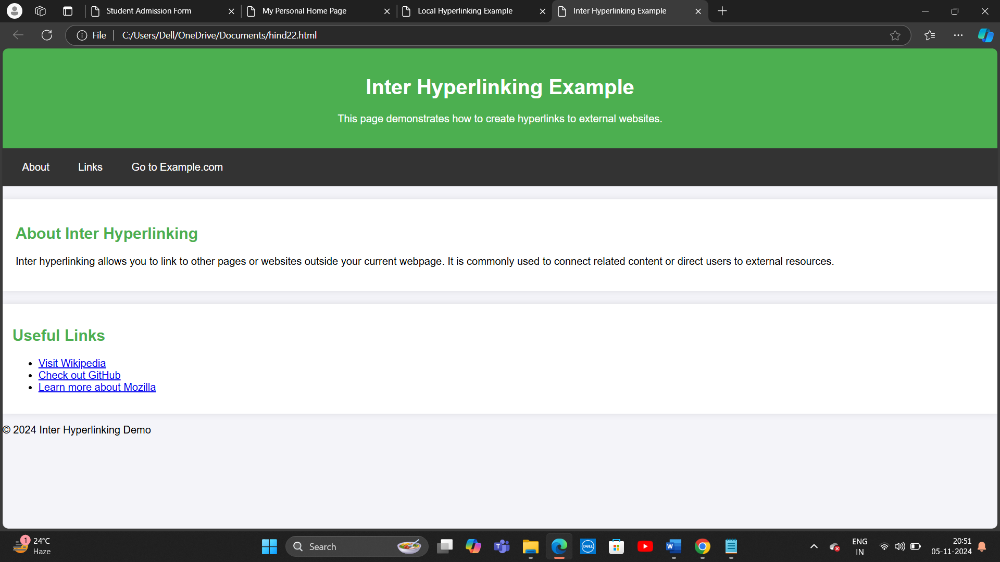 Student Admission Form
My Personal Home Page
Local Hyperlinking Example
Inter Hyperlinking Example
File
C:/Users/Dell/OneDrive/Documents/hind22.html
Inter Hyperlinking Example
This page demonstrates how to create hyperlinks to external websites.
About
Links
Go to Example.com
About Inter Hyperlinking
Inter hyperlinking allows you to link to other pages or websites outside your current webpage. It is commonly used to connect related content or direct users to external resources.
Useful Links
• Visit Wikipedia
• Check out GitHub
• Learn more about Mozilla
© 2024 Inter Hyperlinking Demo
1
24°C
Haze
Search
T
DELL
W
ENG
IN
20:51
05-11-2024